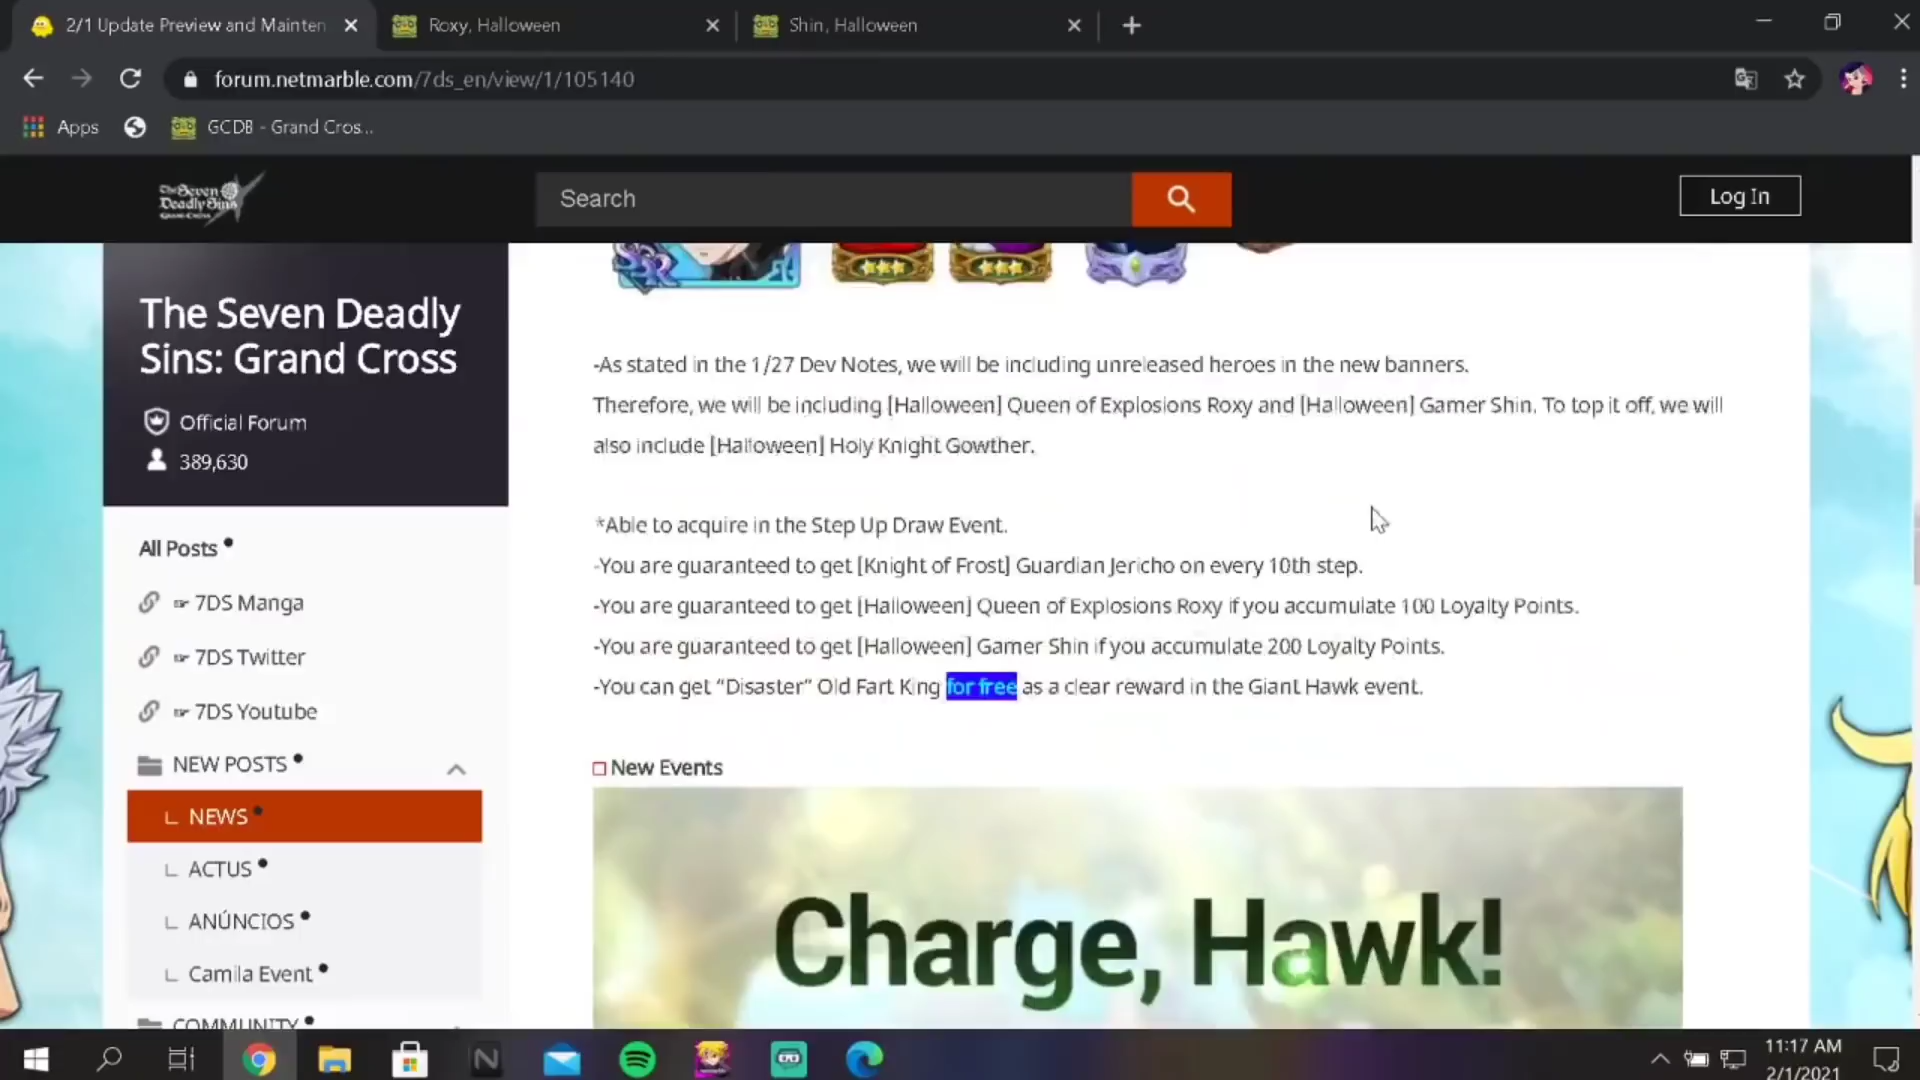 2/1 Update Preview and Mainten
Roxy, Halloween
Shin, Halloween
forum.netmarble.com/7ds_en/view/1/105140
Apps
GCDB - Grand Cros...
The Seven Deadly Sins
GRAND CROSS
Search
Log In
The Seven Deadly
Sins: Grand Cross
Official Forum
389,630
All Posts
☞ 7DS Manga
☞ 7DS Twitter
☞ 7DS Youtube
NEW POSTS
NEWS
ACTUS
ANÚNCIOS
Camila Event
COMMUNITY
-As stated in the 1/27 Dev Notes, we will be including unreleased heroes in the new banners.
Therefore, we will be including [Halloween] Queen of Explosions Roxy and [Halloween] Gamer Shin. To top it off, we will
also include [Halloween] Holy Knight Gowther.
*Able to acquire in the Step Up Draw Event.
-You are guaranteed to get [Knight of Frost] Guardian Jericho on every 10th step.
-You are guaranteed to get [Halloween] Queen of Explosions Roxy if you accumulate 100 Loyalty Points.
-You are guaranteed to get [Halloween] Gamer Shin if you accumulate 200 Loyalty Points.
-You can get “Disaster” Old Fart King for free as a clear reward in the Giant Hawk event.
□ New Events
Charge, Hawk!
11:17 AM
2/1/2021